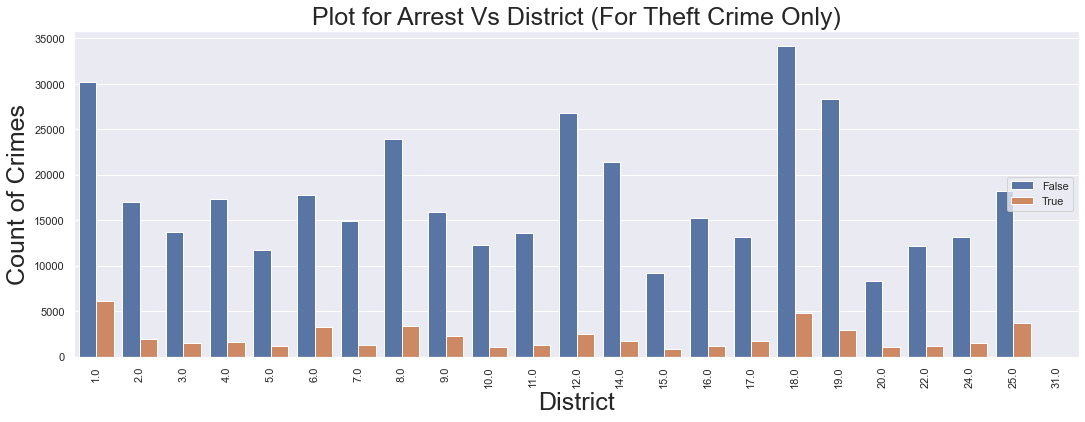 Plot for Arrest Vs District (For Theft Crime Only)
Count of Crimes
35000
30000
25000
20000
15000
10000
5000
0
False
True
1.0 2.0 3.0 4.0 5.0 6.0 7.0 8.0 9.0 10.0 11.0 12.0 14.0 15.0 16.0 17.0 18.0 19.0 20.0 22.0 24.0 25.0 31.0
District